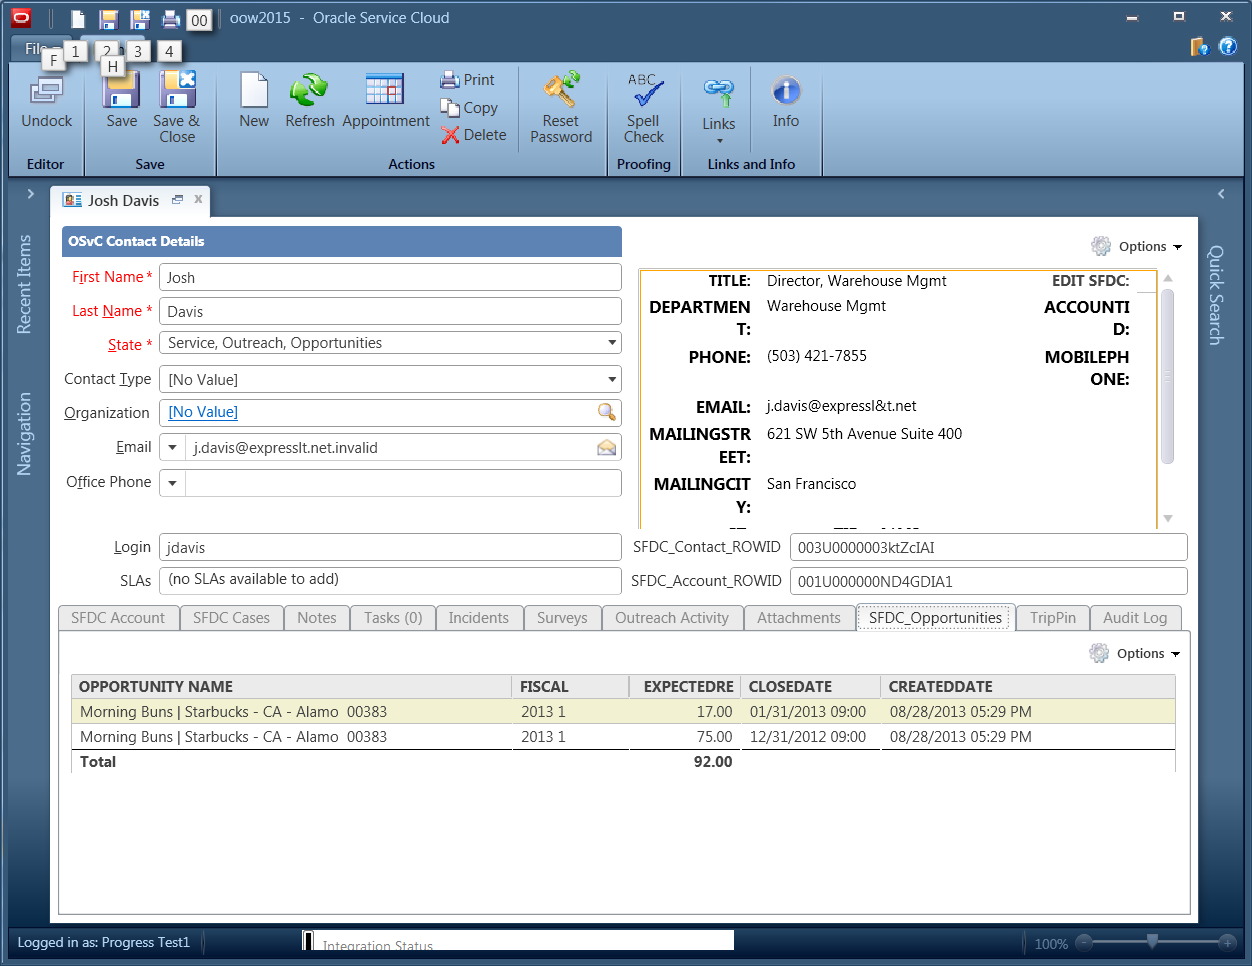 oow2015 - Oracle Service Cloud
00
File
F
1
2
3
4
H
Undock
Save
Save & Close
New
Refresh
Appointment
Print
Copy
Delete
Reset Password
ABC
Spell Check
Links
Info
Editor
Save
Actions
Proofing
Links and Info
Josh Davis
Recent Items
Navigation
Quick Search
OSvC Contact Details
Options
First Name * Josh
Last Name * Davis
State * Service, Outreach, Opportunities
Contact Type [No Value]
Organization [No Value]
Email j.davis@expresslt.net.invalid
Office Phone
TITLE: Director, Warehouse Mgmt EDIT SFDC:
DEPARTMEN Warehouse Mgmt ACCOUNTI
T: D:
PHONE: (503) 421-7855 MOBILEPH
ONE:
EMAIL: j.davis@expressl&t.net
MAILINGSTR 621 SW 5th Avenue Suite 400
EET:
MAILINGCIT San Francisco
Y:
Login jdavis SFDC_Contact_ROWID 003U0000003ktZcIAI
SLAs (no SLAs available to add) SFDC_Account_ROWID 001U000000ND4GDIA1
SFDC Account SFDC Cases Notes Tasks (0) Incidents Surveys Outreach Activity Attachments SFDC_Opportunities TripPin Audit Log
Options
OPPORTUNITY NAME FISCAL EXPECTEDRE CLOSEDATE CREATEDDATE
Morning Buns | Starbucks - CA - Alamo 00383 2013 1 17.00 01/31/2013 09:00 08/28/2013 05:29 PM
Morning Buns | Starbucks - CA - Alamo 00383 2013 1 75.00 12/31/2012 09:00 08/28/2013 05:29 PM
Total 92.00
Logged in as: Progress Test1
Integration Status
100%